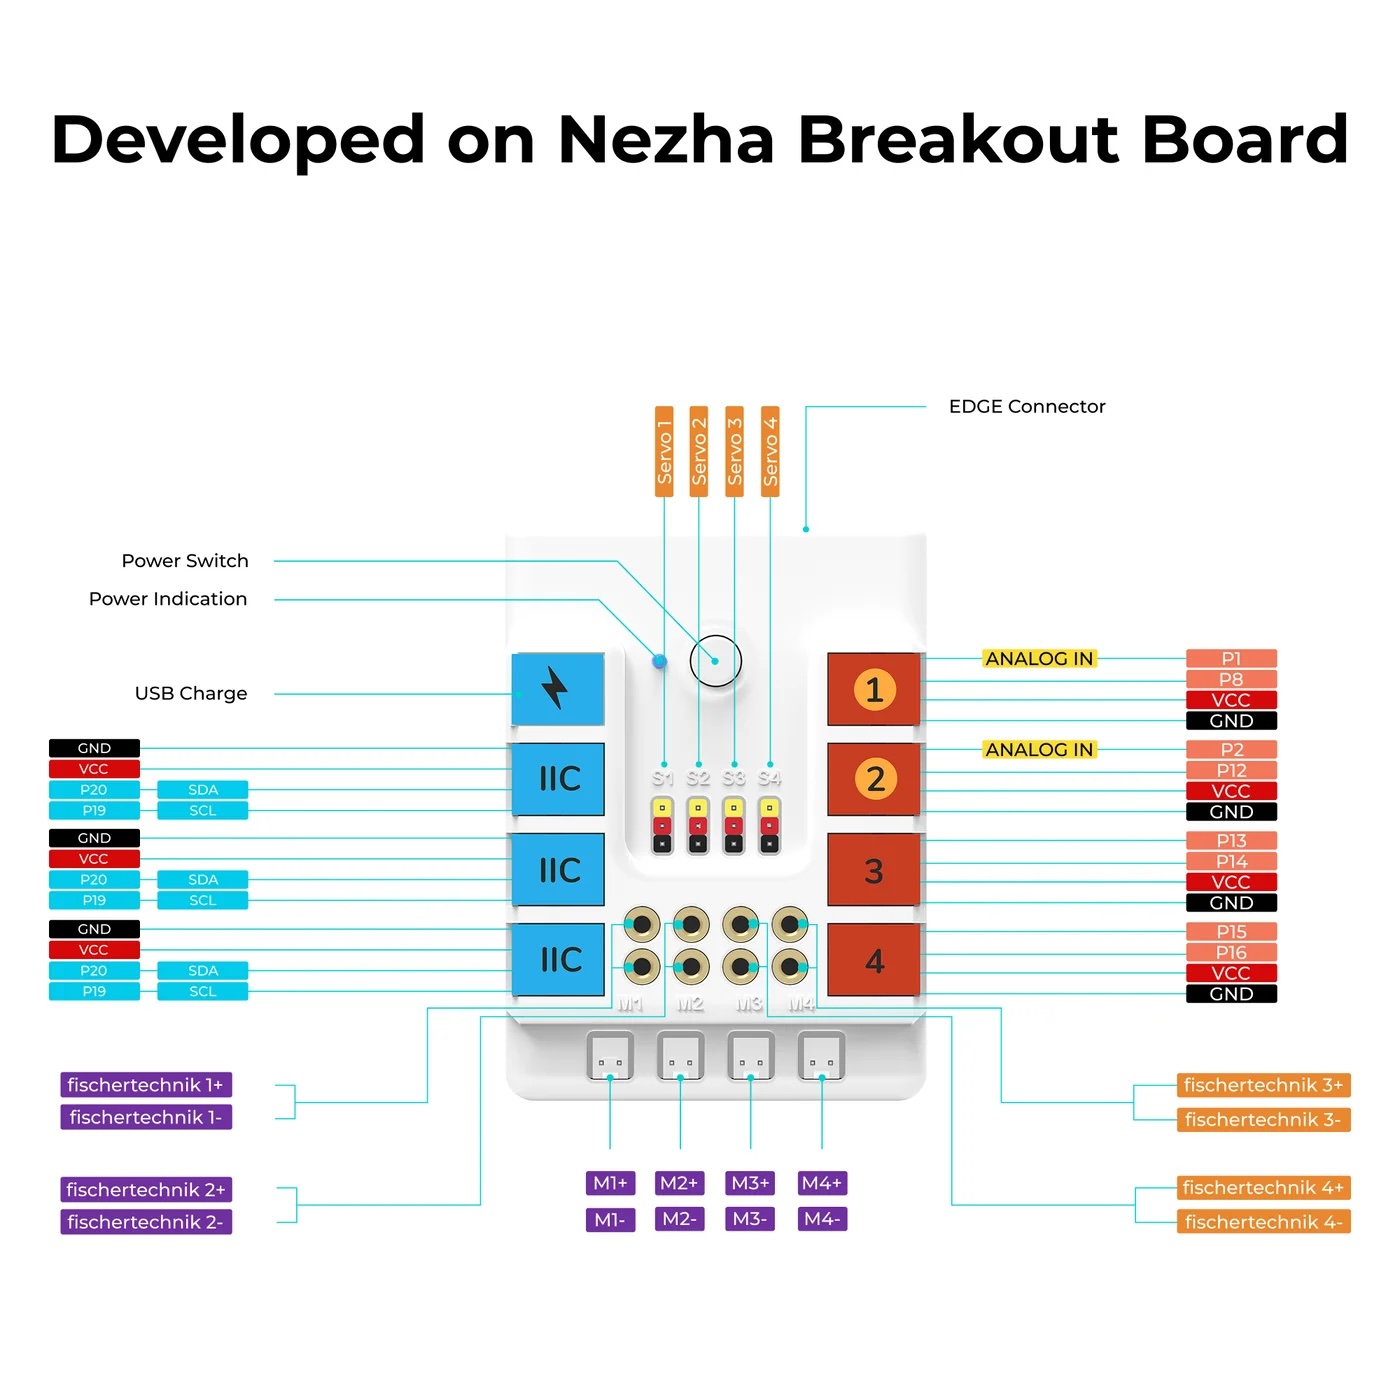 Developed on Nezha Breakout Board
EDGE Connector
Servo 1
Servo 2
Servo 3
Servo 4
Power Switch
Power Indication
USB Charge
GND
VCC
P20 SDA
P19 SCL
GND
VCC
P20 SDA
P19 SCL
GND
VCC
P20 SDA
P19 SCL
IIC
IIC
IIC
S1 S2 S3 S4
1
2
3
4
ANALOG IN P1
P8
VCC
GND
ANALOG IN P2
P12
VCC
GND
P13
P14
VCC
GND
P15
P16
VCC
GND
M1 M2 M3 M4
fischertechnik 1+
fischertechnik 1-
fischertechnik 2+
fischertechnik 2-
M1+ M2+ M3+ M4+
M1- M2- M3- M4-
fischertechnik 3+
fischertechnik 3-
fischertechnik 4+
fischertechnik 4-